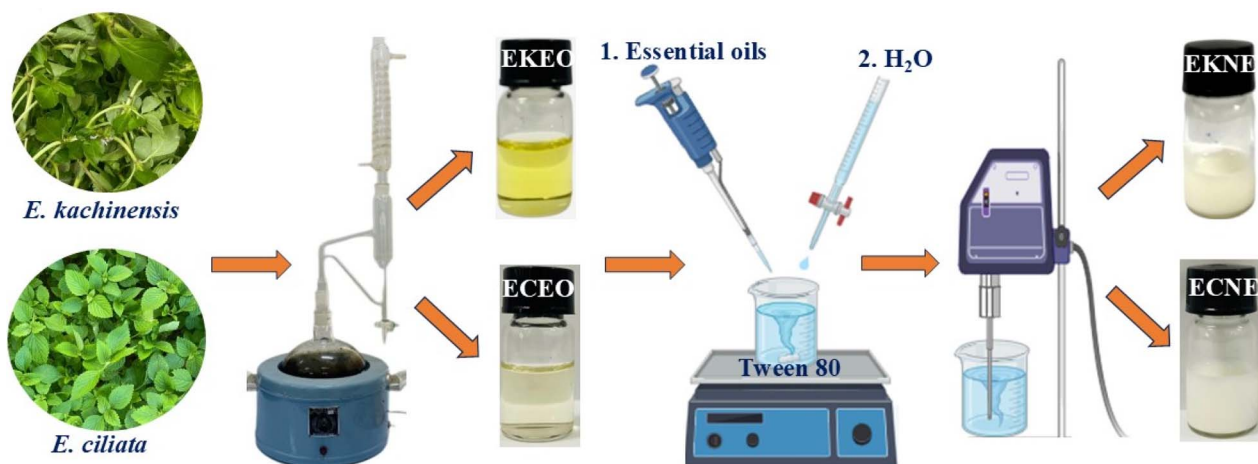 E. kachinensis
E. ciliata
EKEO
ECEO
1. Essential oils
2. H₂O
Tween 80
EKNE
ECNE